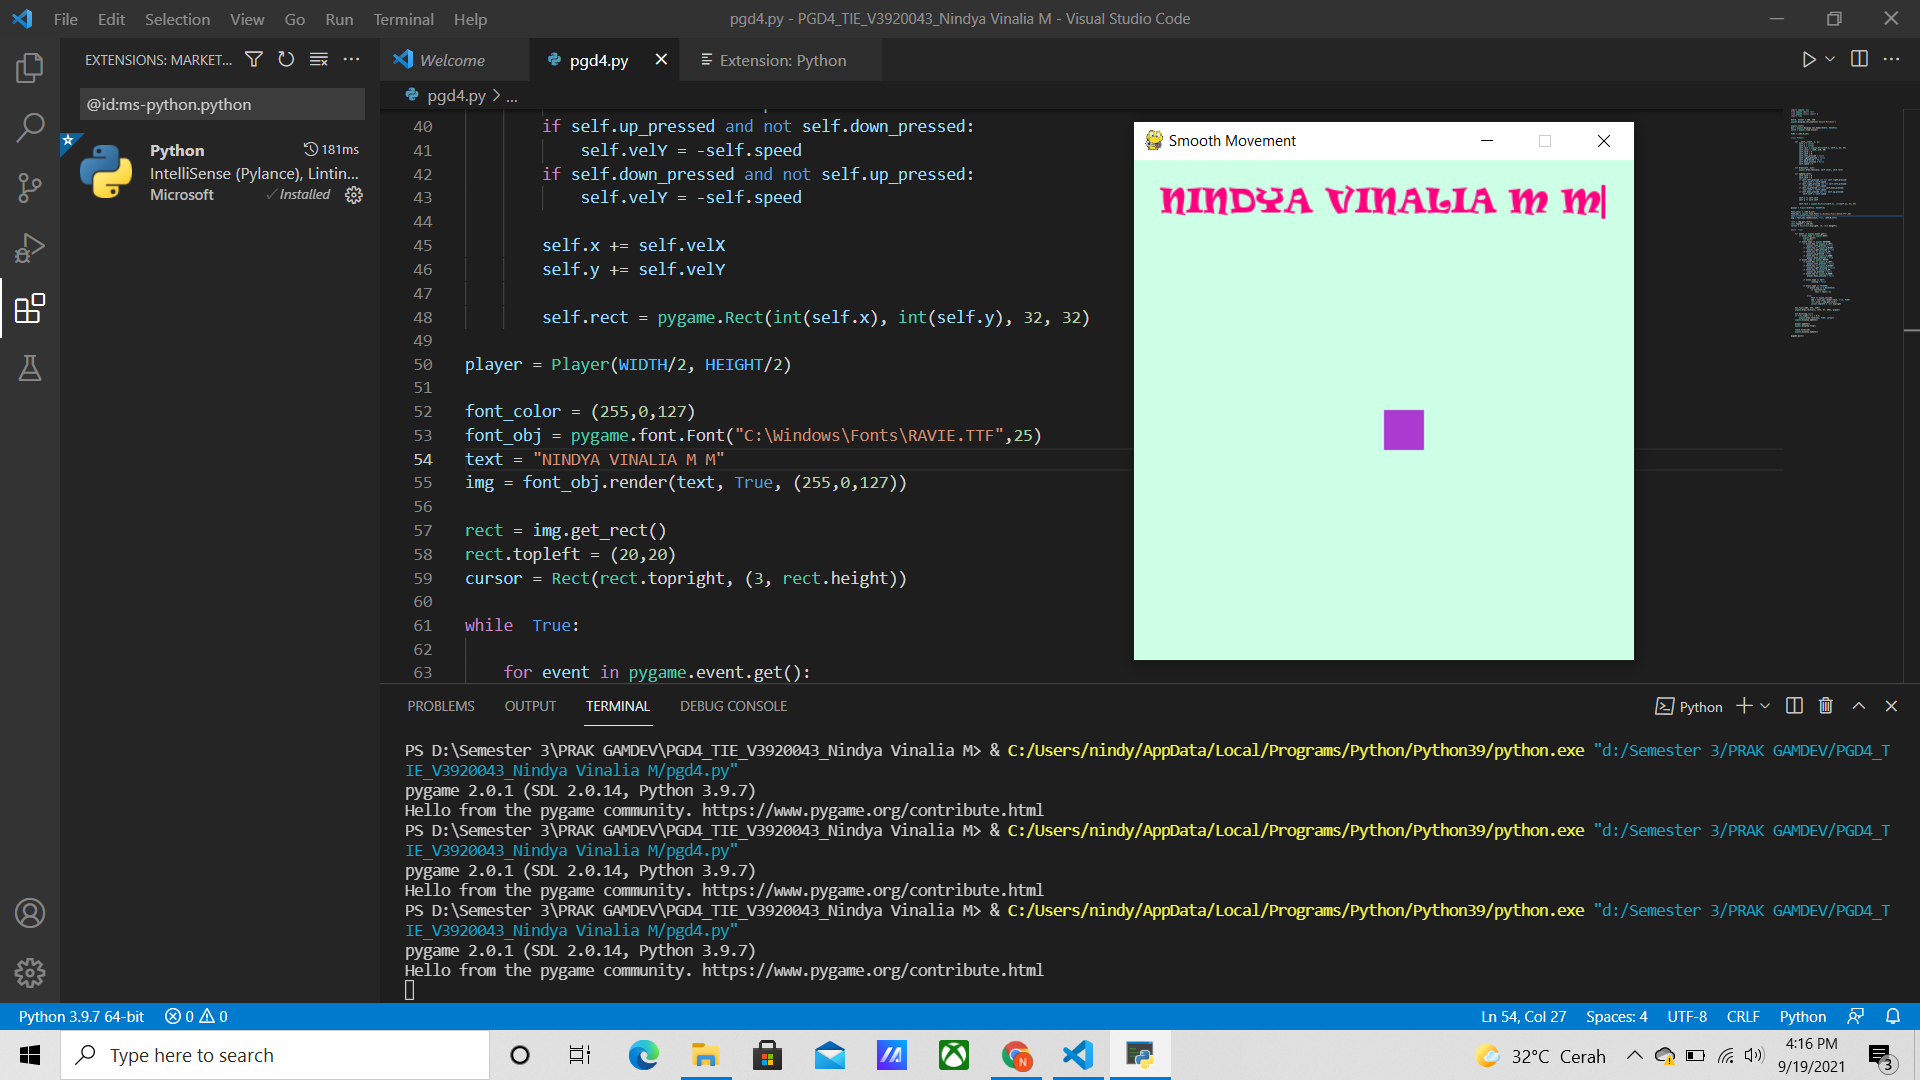 File Edit Selection View Go Run Terminal Help
pgd4.py - PGD4_TIE_V3920043_Nindya Vinalia M - Visual Studio Code
EXTENSIONS: MARKET...
Welcome
pgd4.py
Extension: Python
@id:ms-python.python
pgd4.py > ...
Python 181ms
IntelliSense (Pylance), Lintin...
Microsoft ✓Installed
40 if self.up_pressed and not self.down_pressed:
41 self.velY = -self.speed
42 if self.down_pressed and not self.up_pressed:
43 self.velY = -self.speed
44
45 self.x += self.velX
46 self.y += self.velY
47
48 self.rect = pygame.Rect(int(self.x), int(self.y), 32, 32)
49
50 player = Player(WIDTH/2, HEIGHT/2)
51
52 font_color = (255,0,127)
53 font_obj = pygame.font.Font("C:\Windows\Fonts\RAVIE.TTF",25)
54 text = "NINDYA VINALIA M M"
55 img = font_obj.render(text, True, (255,0,127))
56
57 rect = img.get_rect()
58 rect.topleft = (20,20)
59 cursor = Rect(rect.topright, (3, rect.height))
60
61 while True:
62
63 for event in pygame.event.get():
Smooth Movement
NINDYA VINALIA M M
PROBLEMS OUTPUT TERMINAL DEBUG CONSOLE
Python
PS D:\Semester 3\PRAK GAMDEV\PGD4_TIE_V3920043_Nindya Vinalia M> & C:/Users/nindy/AppData/Local/Programs/Python/Python39/python.exe "d:/Semester 3/PRAK GAMDEV/PGD4_T
IE_V3920043_Nindya Vinalia M/pgd4.py"
pygame 2.0.1 (SDL 2.0.14, Python 3.9.7)
Hello from the pygame community. https://www.pygame.org/contribute.html
PS D:\Semester 3\PRAK GAMDEV\PGD4_TIE_V3920043_Nindya Vinalia M> & C:/Users/nindy/AppData/Local/Programs/Python/Python39/python.exe "d:/Semester 3/PRAK GAMDEV/PGD4_T
IE_V3920043_Nindya Vinalia M/pgd4.py"
pygame 2.0.1 (SDL 2.0.14, Python 3.9.7)
Hello from the pygame community. https://www.pygame.org/contribute.html
PS D:\Semester 3\PRAK GAMDEV\PGD4_TIE_V3920043_Nindya Vinalia M> & C:/Users/nindy/AppData/Local/Programs/Python/Python39/python.exe "d:/Semester 3/PRAK GAMDEV/PGD4_T
IE_V3920043_Nindya Vinalia M/pgd4.py"
pygame 2.0.1 (SDL 2.0.14, Python 3.9.7)
Hello from the pygame community. https://www.pygame.org/contribute.html
Python 3.9.7 64-bit 0 0
Ln 54, Col 27 Spaces: 4 UTF-8 CRLF Python
Type here to search
32°C Cerah
4:16 PM
9/19/2021
3